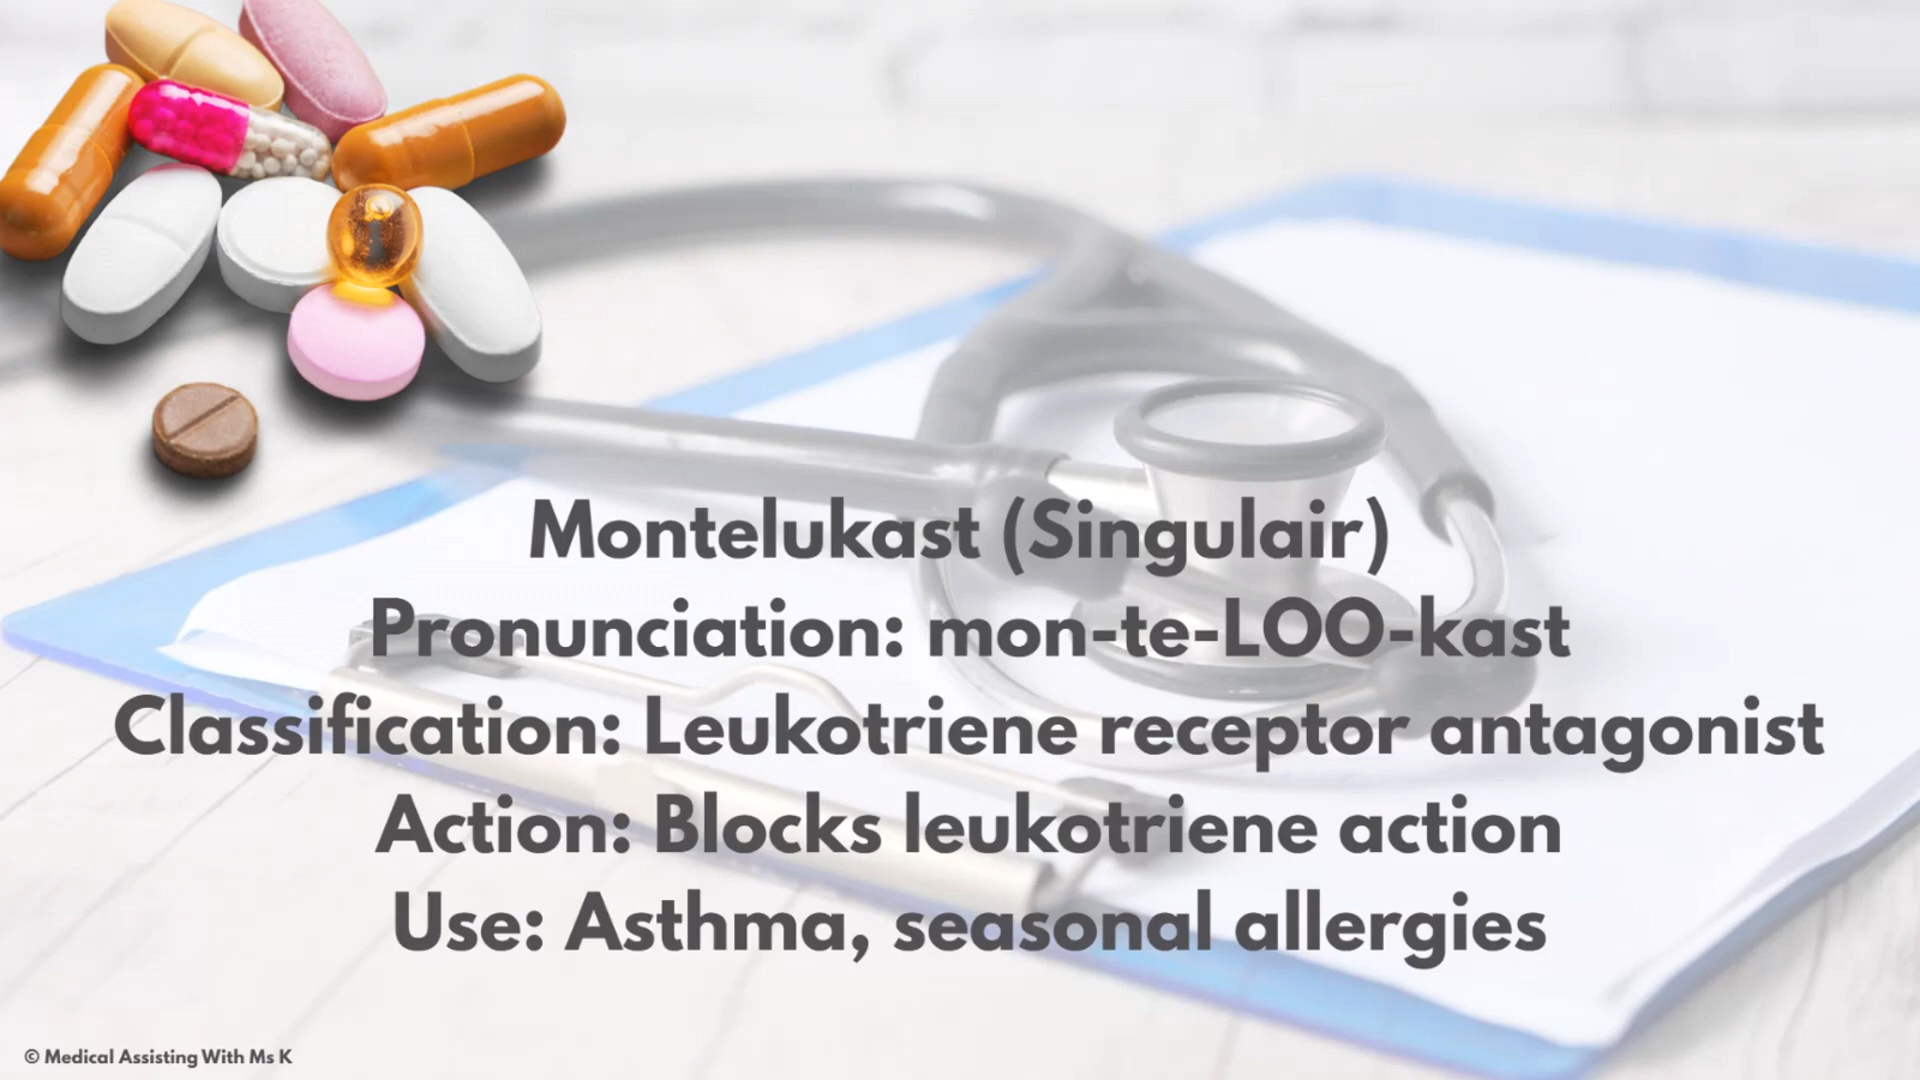 Montelukast (Singulair)
Pronunciation: mon-te-LOO-kast
Classification: Leukotriene receptor antagonist
Action: Blocks leukotriene action
Use: Asthma, seasonal allergies
© Medical Assisting With Ms K